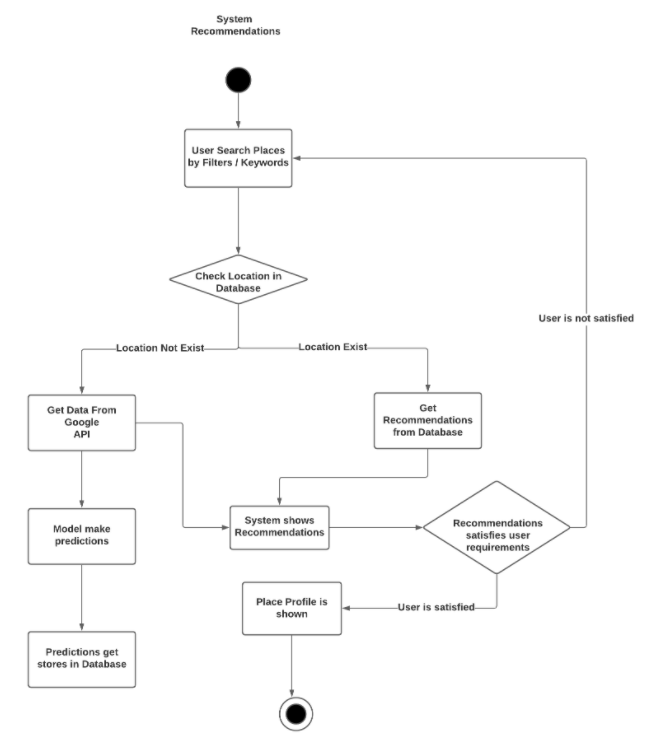 System
Recommendations
User Search Places
by Filters / Keywords
Check Location in
Database
User is not satisfied
Location Not Exist
Location Exist
Get Data From
Google
API
Get
Recommendations
from Database
Model make
predictions
System shows
Recommendations
Recommendations
satisfies user
requirements
Place Profile is
shown
User is satisfied
Predictions get
stores in Database